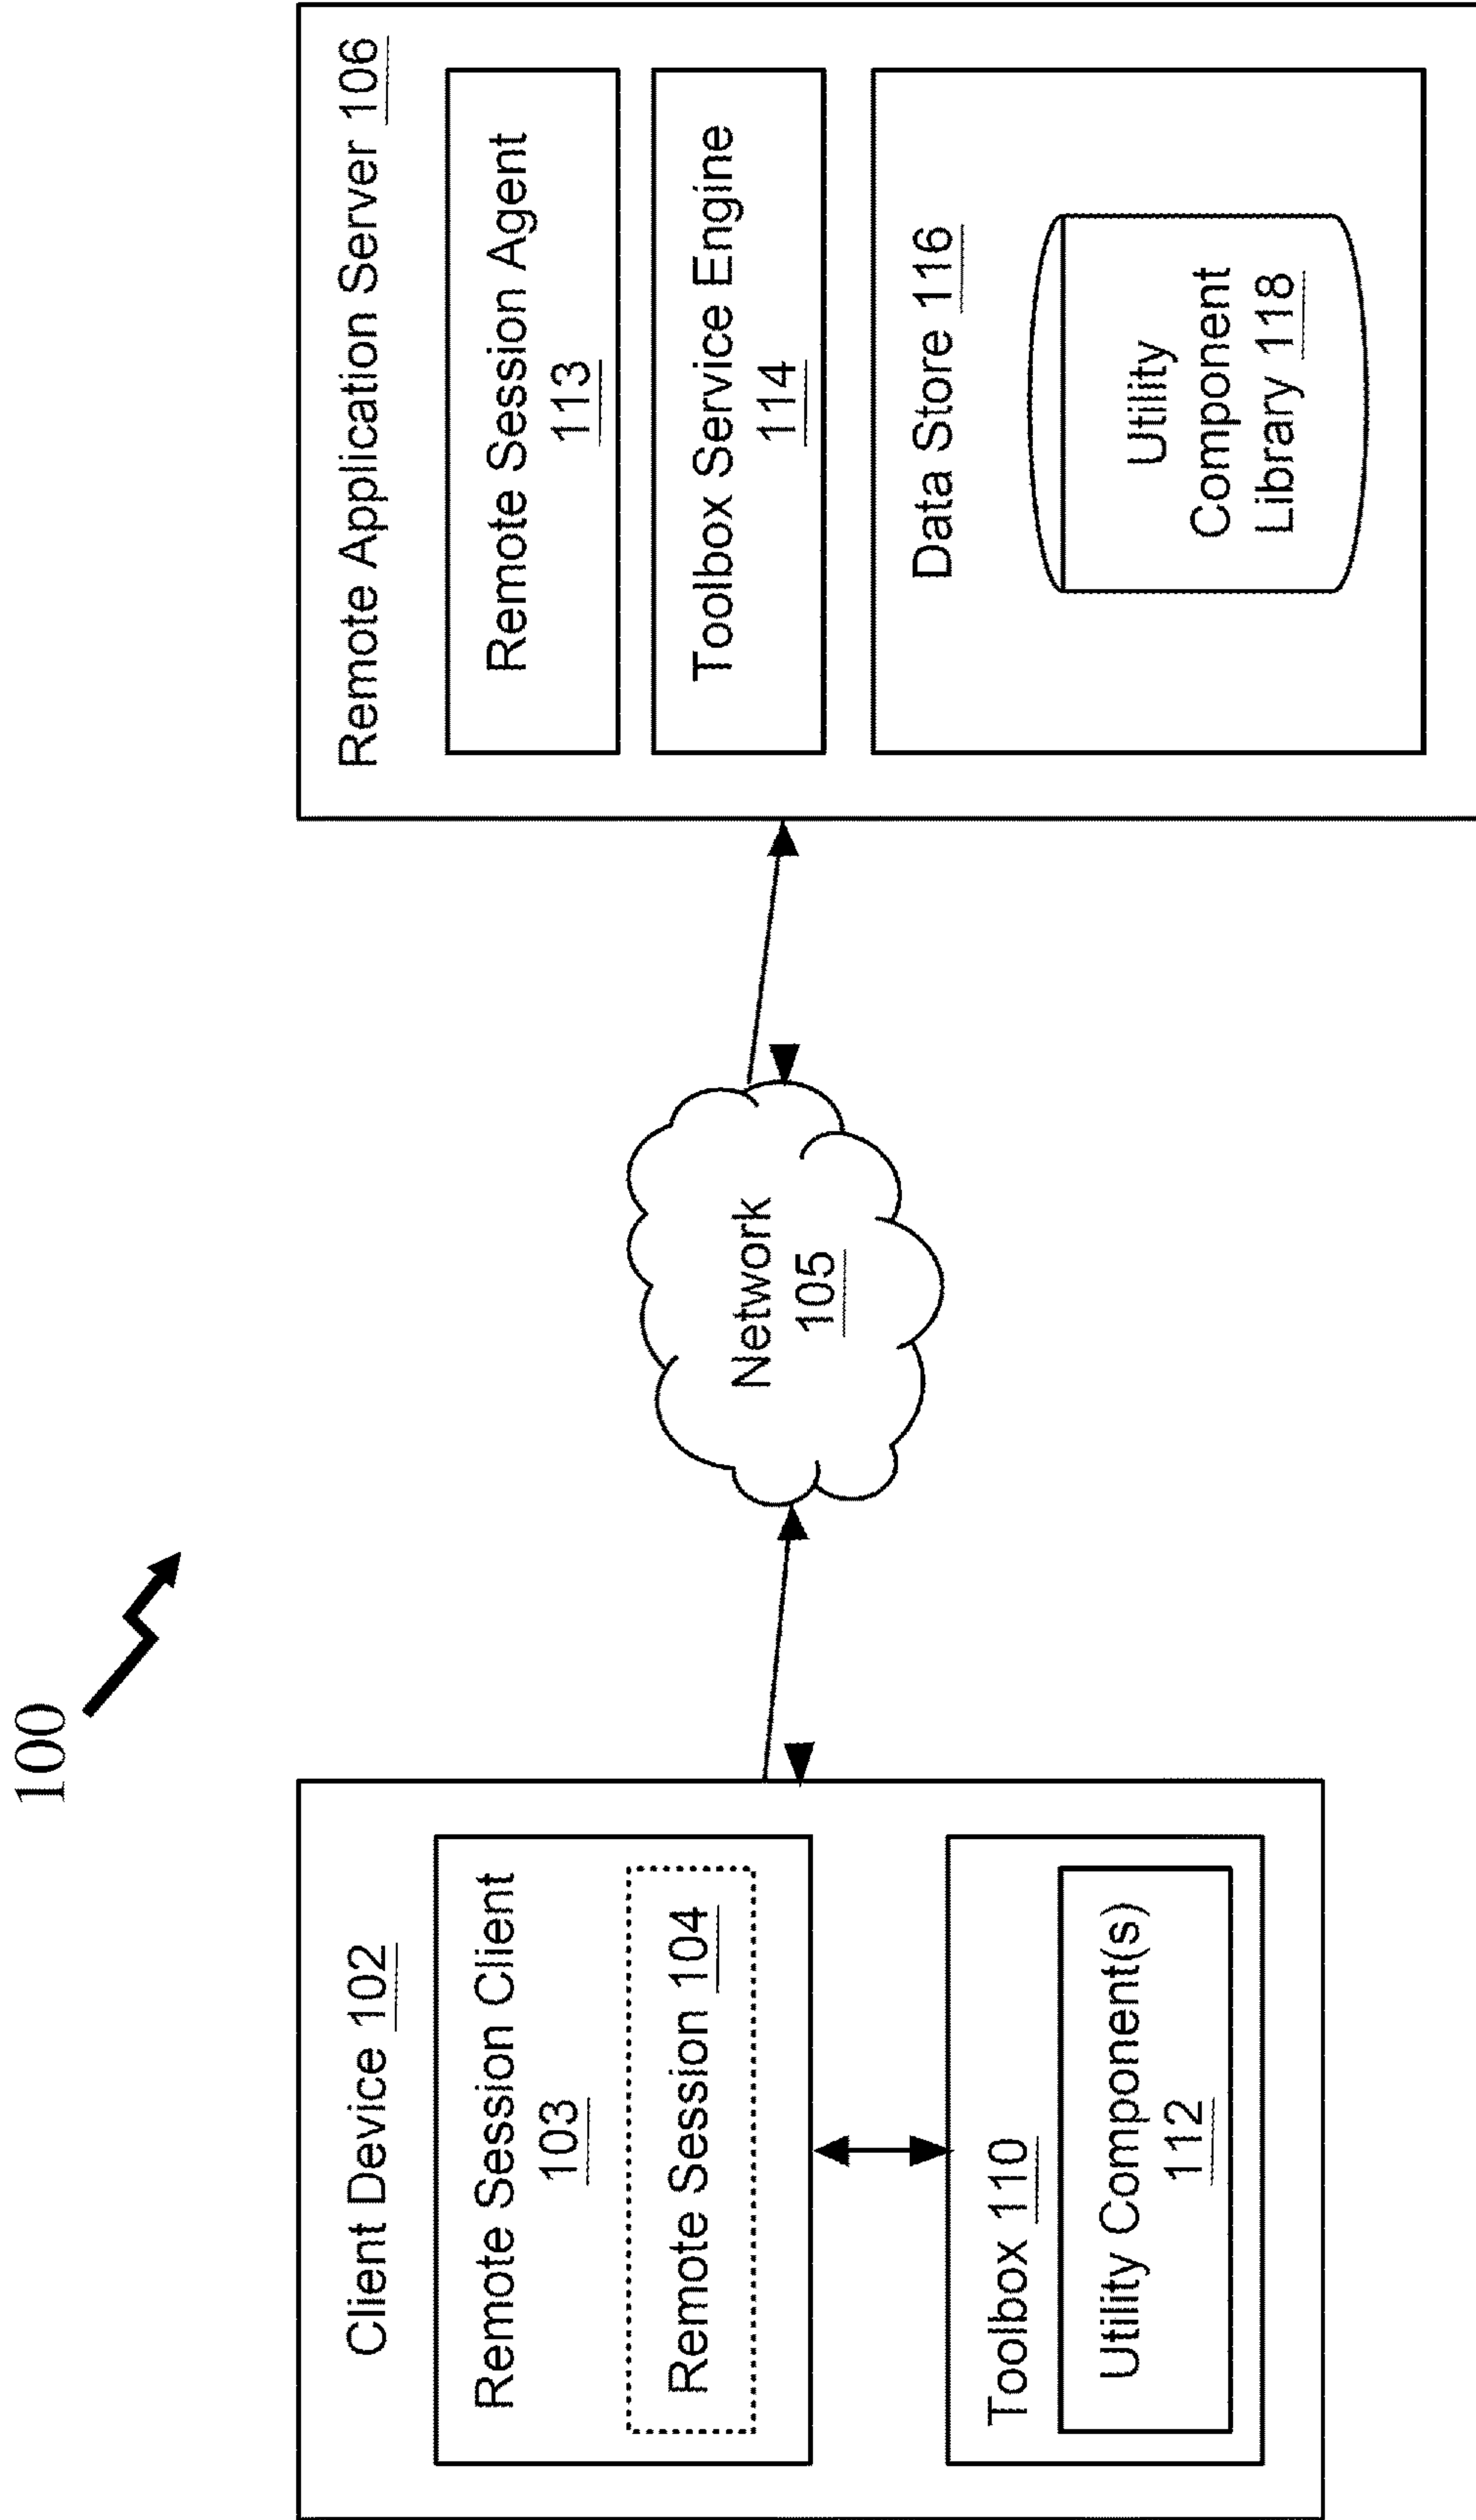 100
Client Device 102
Remote Session Client
103
Remote Session 104
Toolbox 110
Utility Component(s)
112
Network
105
Remote Application Server 106
Remote Session Agent
113
Toolbox Service Engine
114
Data Store 116
Utility
Component
Library 118